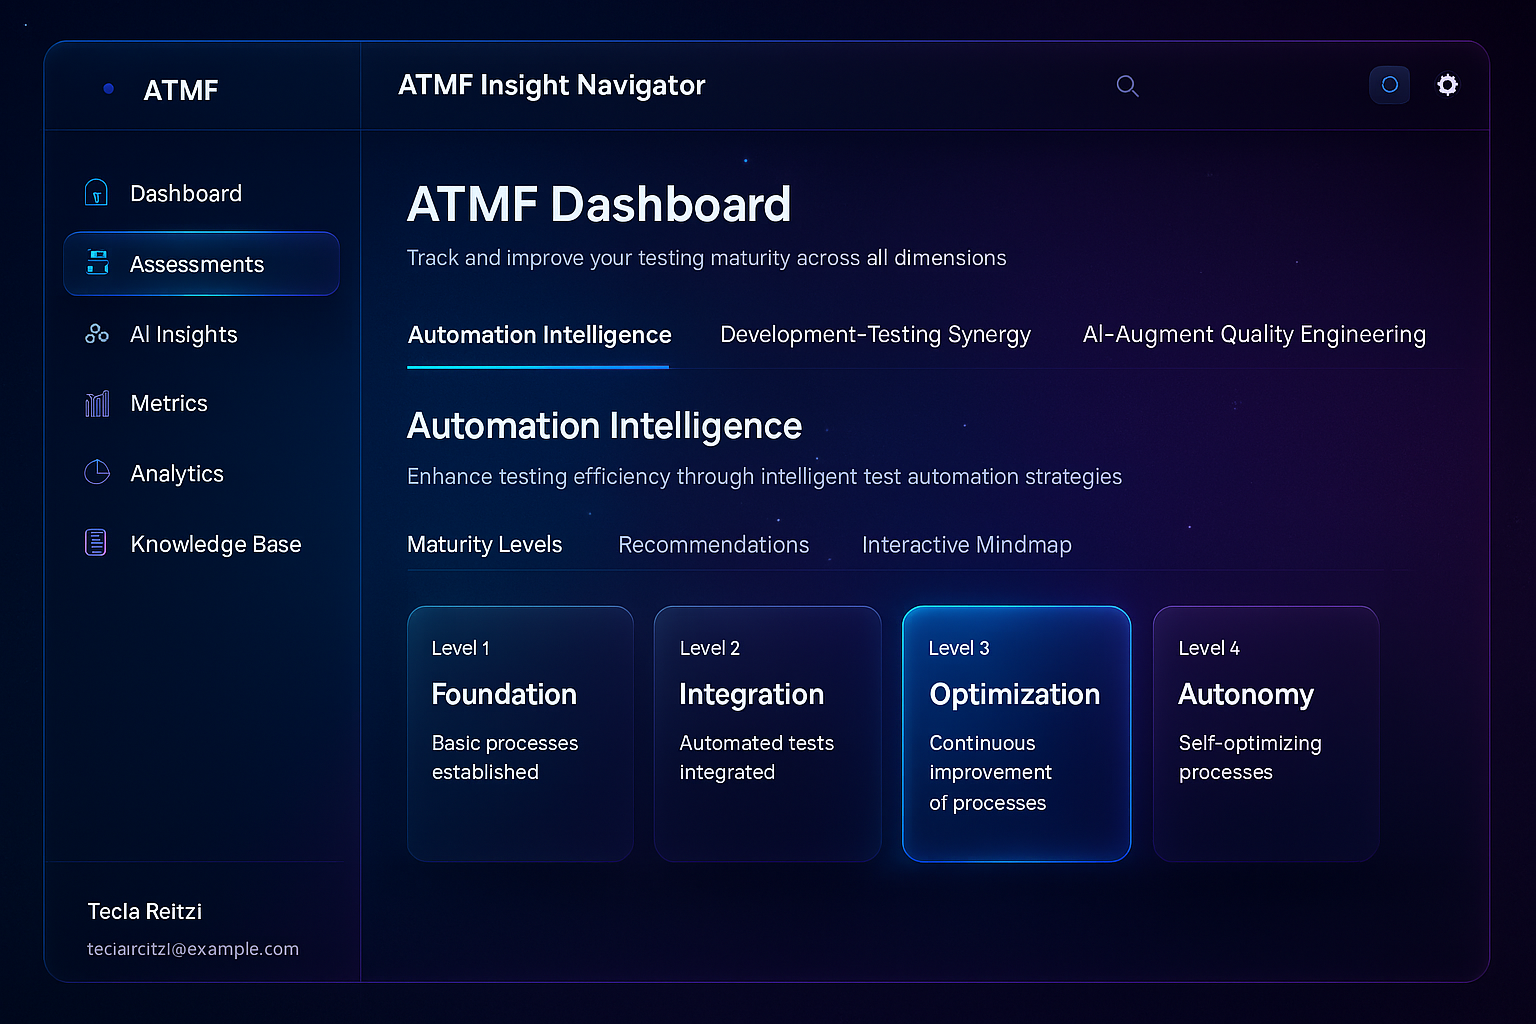 ATMF
ATMF Insight Navigator
Dashboard
Assessments
AI Insights
Metrics
Analytics
Knowledge Base
Tecla Reitzi
teciaırcitzl@example.com
ATMF Dashboard
Track and improve your testing maturity across all dimensions
Automation Intelligence
Development-Testing Synergy
AI-Augment Quality Engineering
Automation Intelligence
Enhance testing efficiency through intelligent test automation strategies
Maturity Levels
Recommendations
Interactive Mindmap
Level 1
Foundation
Basic processes
established
Level 2
Integration
Automated tests
integrated
Level 3
Optimization
Continuous
improvement
of processes
Level 4
Autonomy
Self-optimizing
processes